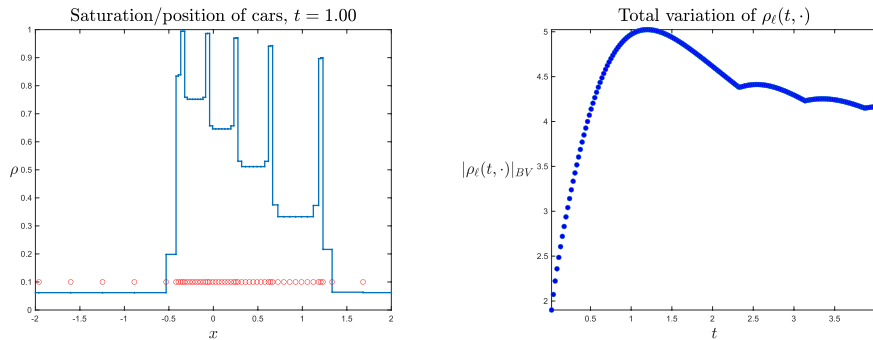 Saturation/position of cars, t = 1.00
1
0.9
0.8
0.7
0.6
ρ 0.5
0.4
0.3
0.2
0.1
0
-2 -1.5 -1 -0.5 0 0.5 1 1.5 2
x
Total variation of ρℓ(t, ·)
5
4.5
4
|ρℓ(t, ·)|BV 3.5
3
2.5
2
0.5 1 1.5 2 2.5 3 3.5
t